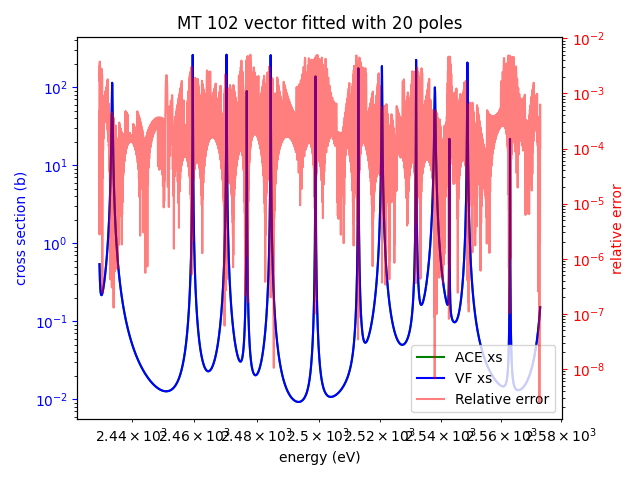 MT 102 vector fitted with 20 poles
cross section (b)
10²
10¹
10⁰
10⁻¹
10⁻²
10⁻²
10⁻³
10⁻⁴
10⁻⁵
10⁻⁶
10⁻⁷
10⁻⁸
relative error
ACE xs
VF xs
Relative error
2.44 × 10³ 2.46 × 10³ 2.48 × 10³ 2.5 × 10³ 2.52 × 10³ 2.54 × 10³ 2.56 × 10³ 2.58 × 10³
energy (eV)